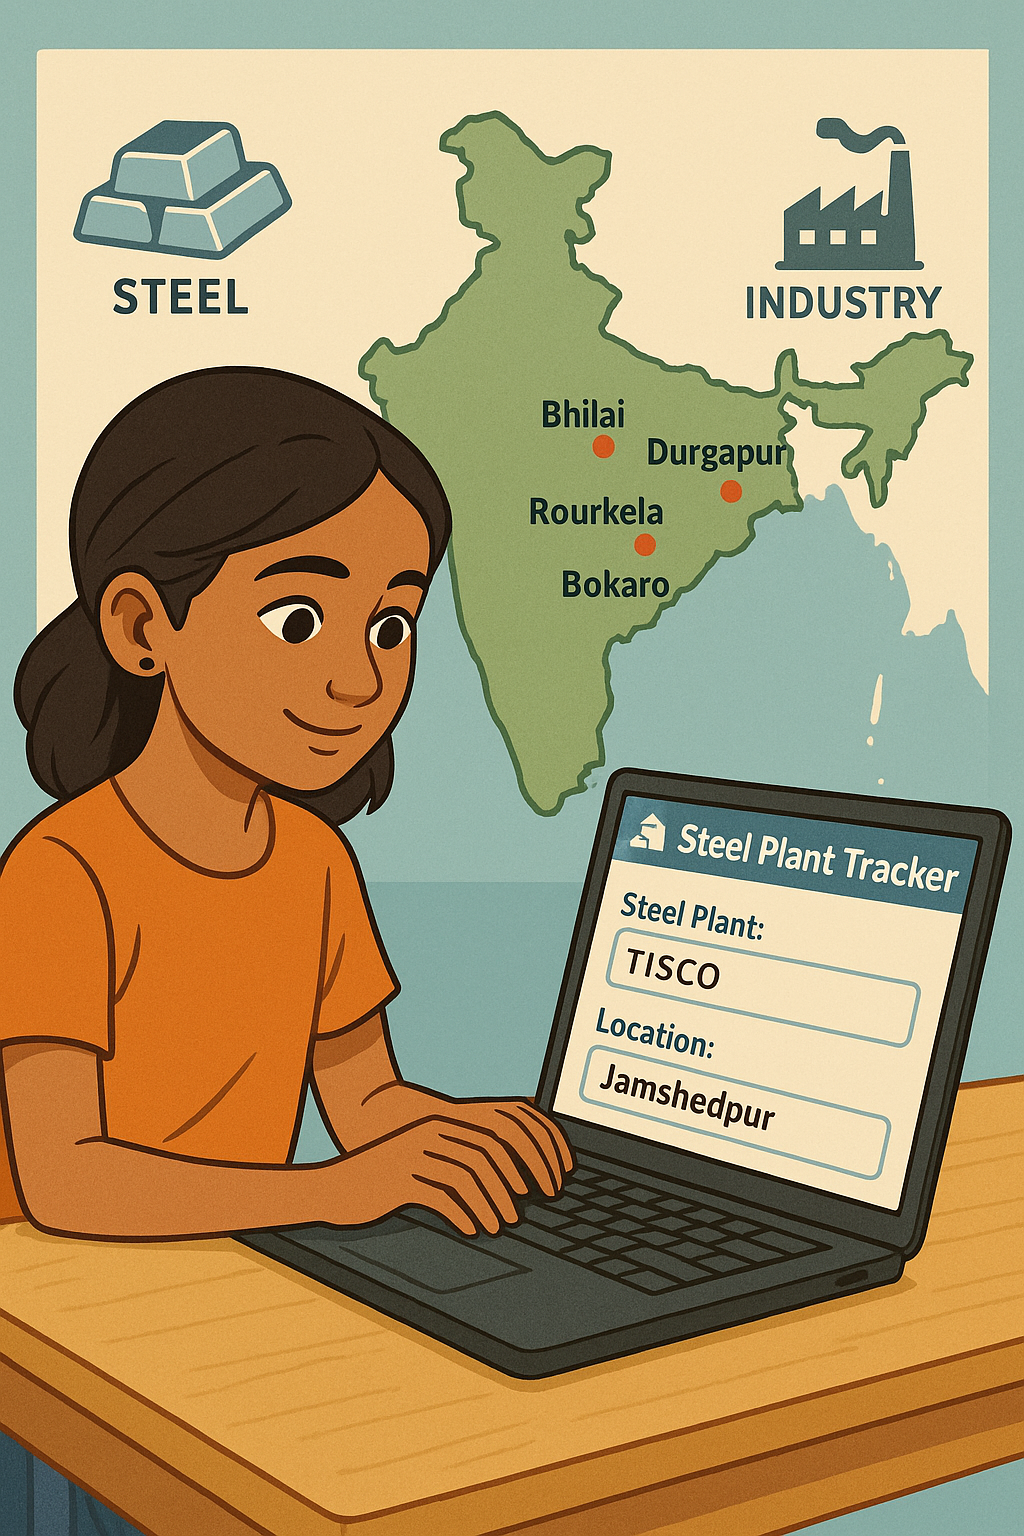 STEEL
INDUSTRY
Bhilai
Durgapur
Rourkela
Bokaro
Steel Plant Tracker
Steel Plant:
TISCO
Location:
Jamshedpur